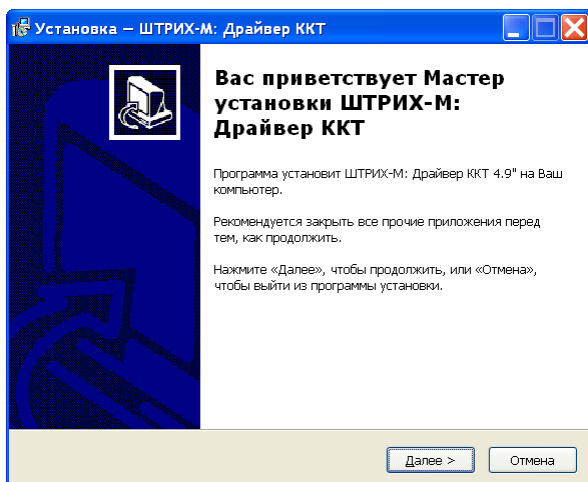 Установка — ШТРИХ-М: Драйвер ККТ
Вас приветствует Мастер
установки ШТРИХ-М:
Драйвер ККТ
Программа установит ШТРИХ-М: Драйвер ККТ 4.9" на Ваш
компьютер.
Рекомендуется закрыть все прочие приложения перед
тем, как продолжить.
Нажмите «Далее», чтобы продолжить, или «Отмена»,
чтобы выйти из программы установки.
Далее >
Отмена